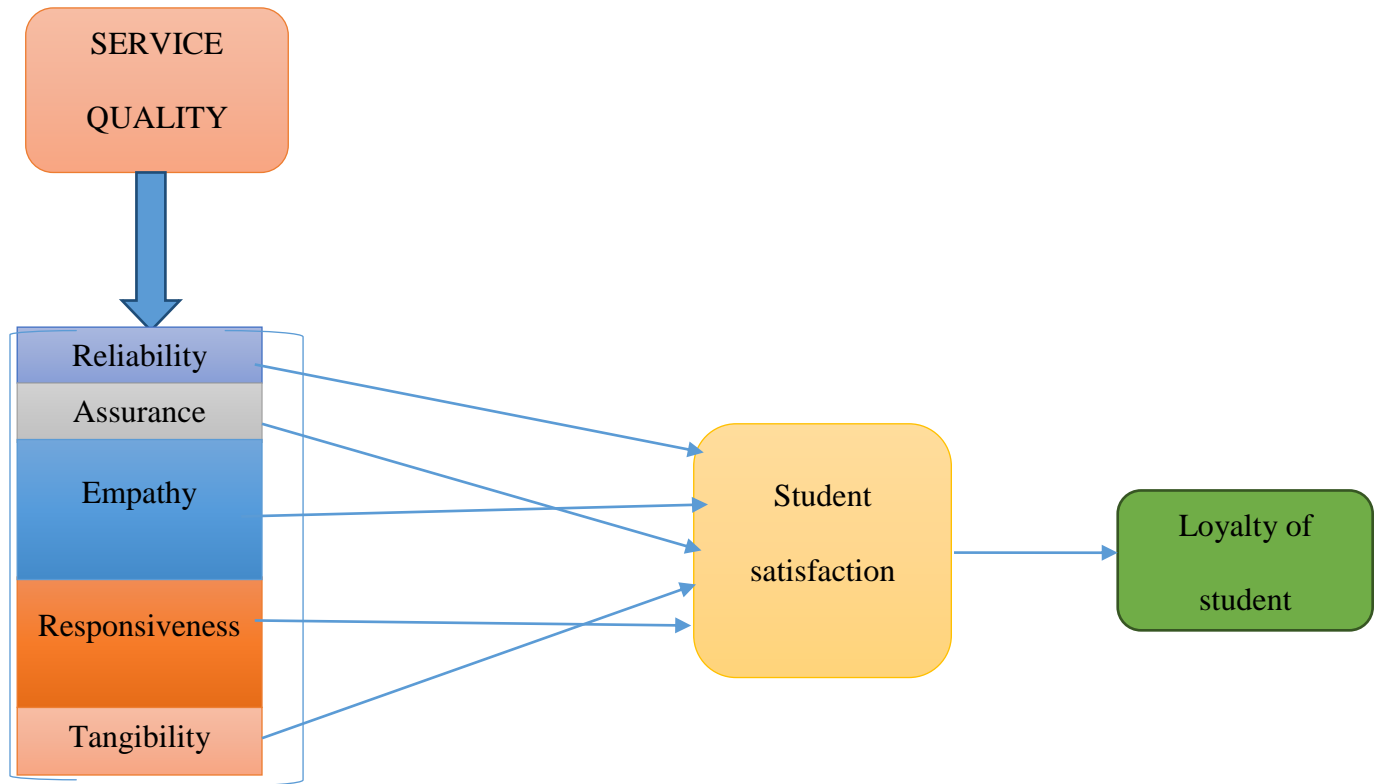 SERVICE
QUALITY
Reliability
Assurance
Empathy
Responsiveness
Tangibility
Student
satisfaction
Loyalty of
student